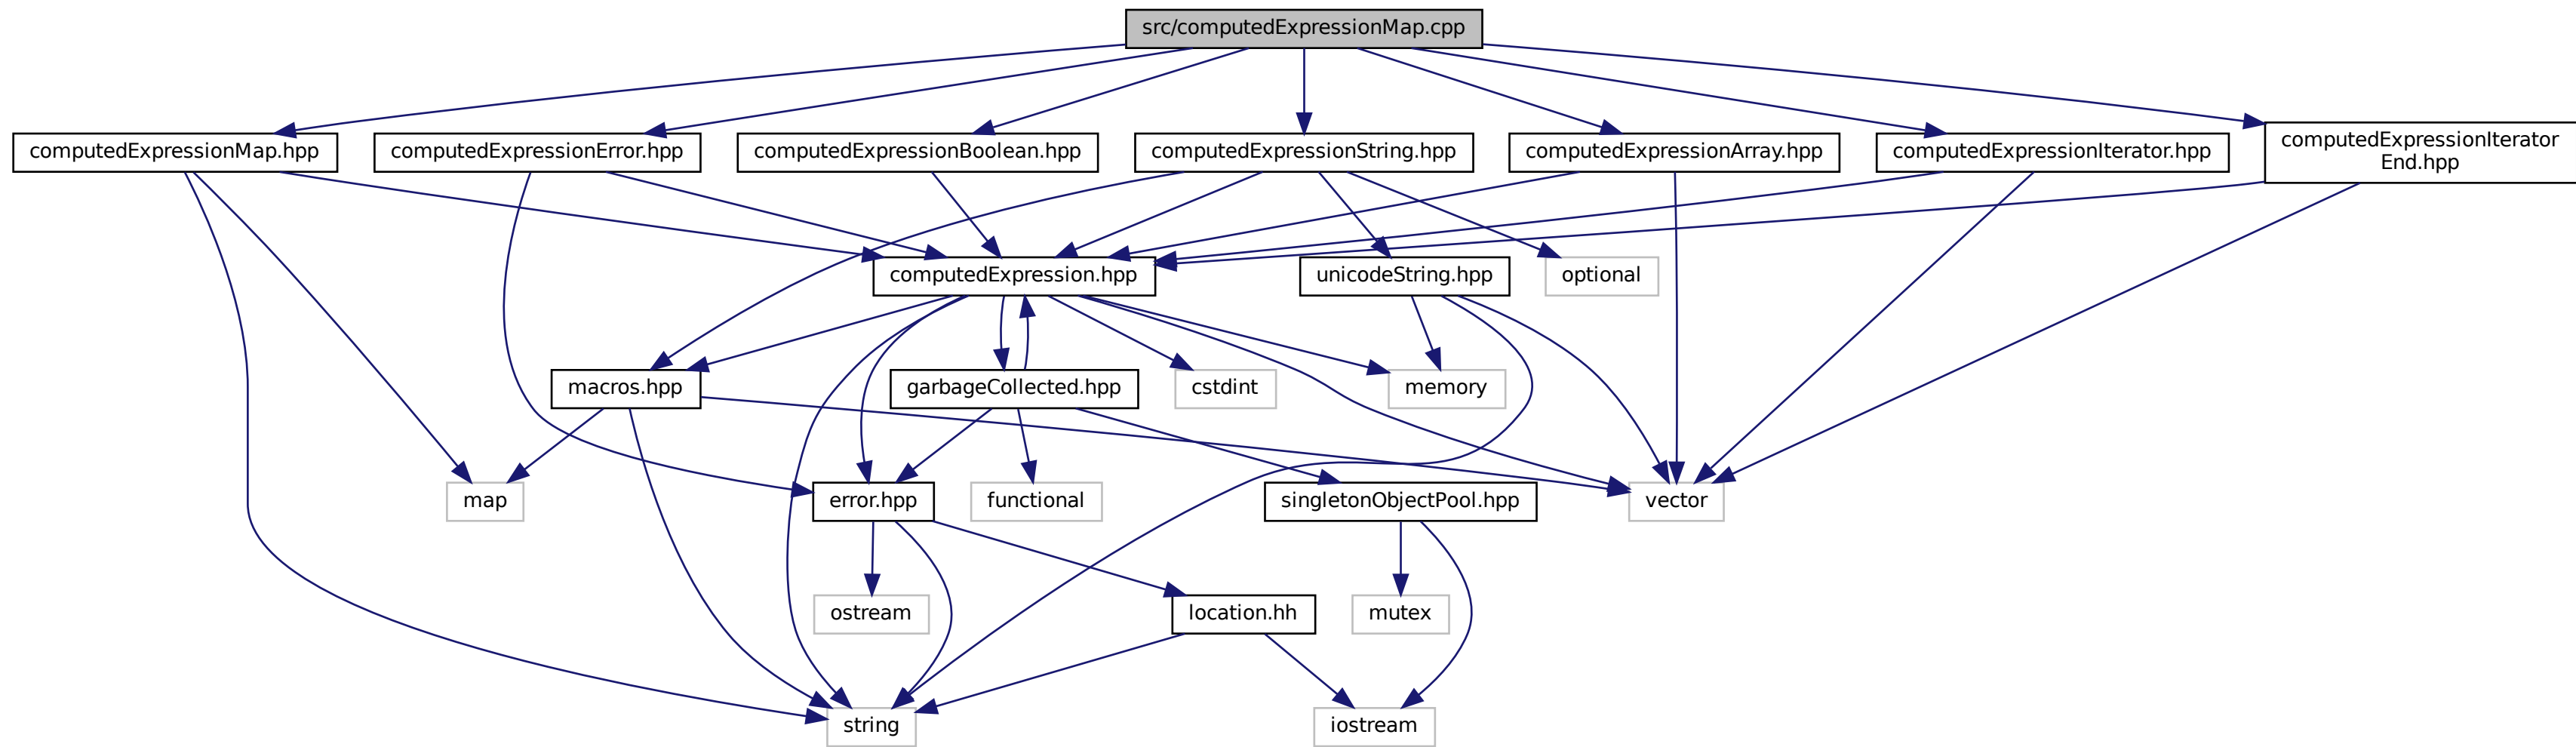 src/computedExpressionMap.cpp
computedExpressionMap.hpp
computedExpressionError.hpp
computedExpressionBoolean.hpp
computedExpressionString.hpp
computedExpressionArray.hpp
computedExpressionIterator.hpp
computedExpressionIterator
End.hpp
computedExpression.hpp
unicodeString.hpp
optional
macros.hpp
garbageCollected.hpp
cstdint
memory
map
error.hpp
functional
singletonObjectPool.hpp
vector
ostream
location.hh
mutex
string
iostream